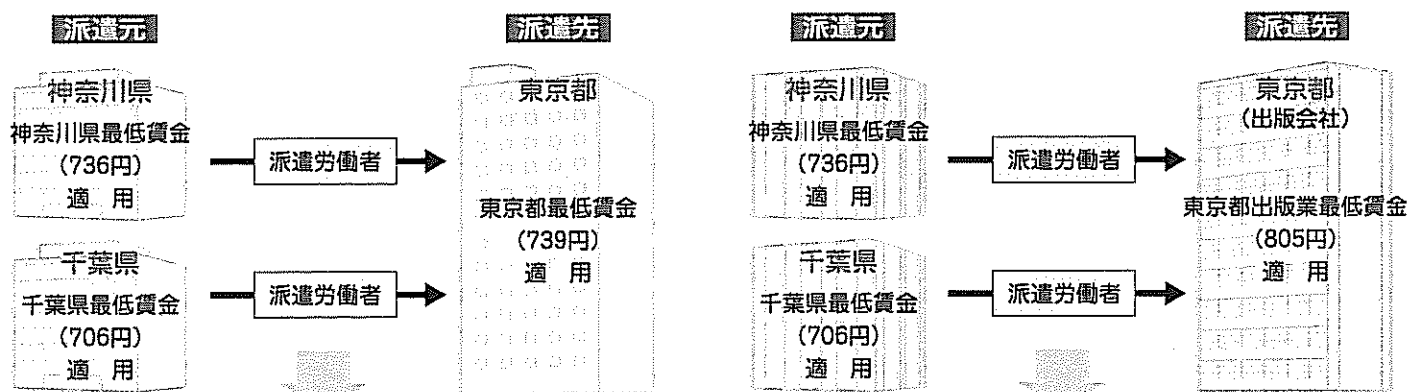 派遣元
派遣先
神奈川県
神奈川県最低賃金
(736円)
適 用
派遣労働者
東京都
東京都最低賃金
(739円)
適 用
千葉県
千葉県最低賃金
(706円)
適 用
派遣労働者
派遣元
派遣先
神奈川県
神奈川県最低賃金
(736円)
適 用
派遣労働者
東京都
(出版会社)
東京都出版業最低賃金
(805円)
適 用
千葉県
千葉県最低賃金
(706円)
適 用
派遣労働者